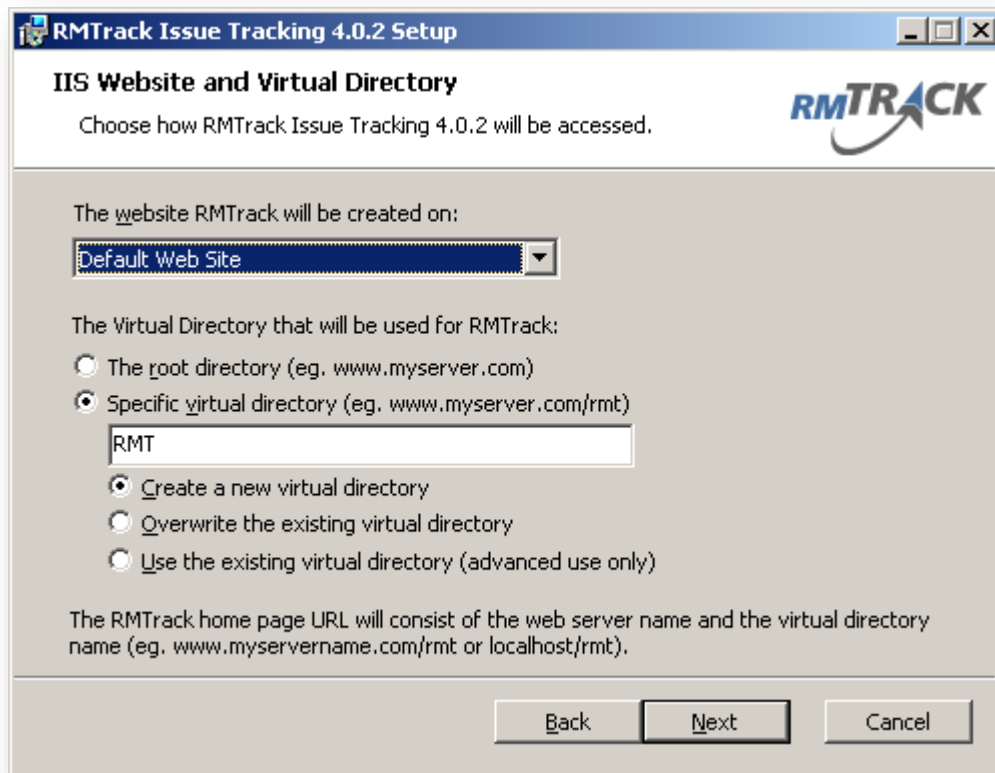 RMTrack Issue Tracking 4.0.2 Setup
IIS Website and Virtual Directory
Choose how RMTrack Issue Tracking 4.0.2 will be accessed.
RMTRACK
The website RMTrack will be created on:
Default Web Site
The Virtual Directory that will be used for RMTrack:
The root directory (eg. www.myserver.com)
Specific virtual directory (eg. www.myserver.com/rmt)
RMT
Create a new virtual directory
Overwrite the existing virtual directory
Use the existing virtual directory (advanced use only)
The RMTrack home page URL will consist of the web server name and the virtual directory
name (eg. www.myservername.com/rmt or localhost/rmt).
Back Next Cancel